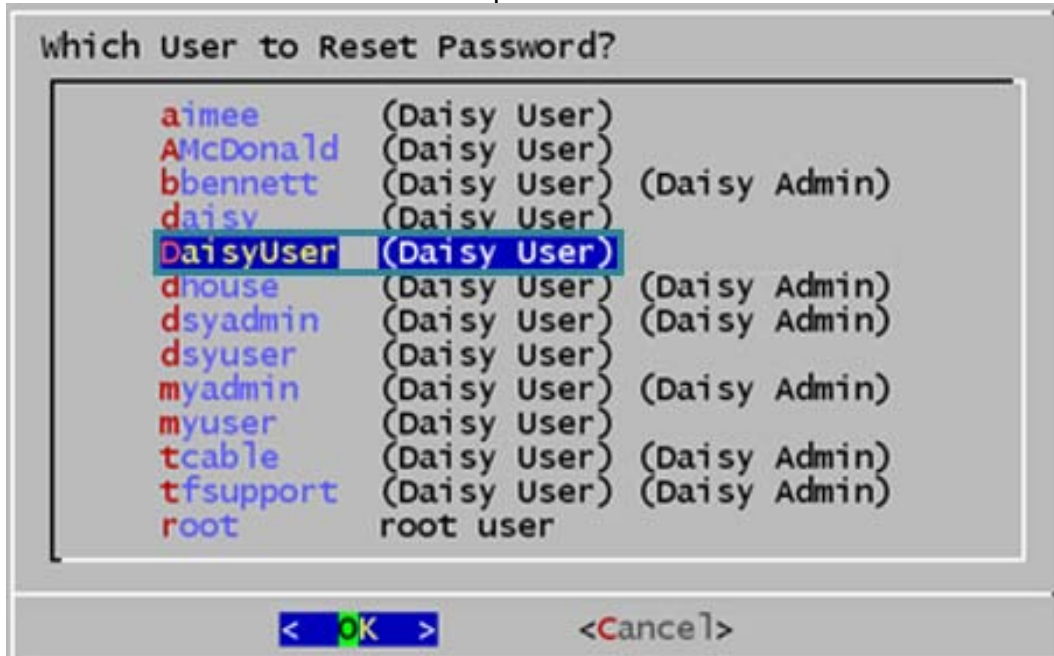 Which User to Reset Password?
aimee (Daisy User)
AMcDonald (Daisy User)
bbennett (Daisy User) (Daisy Admin)
daisy (Daisy User)
DaisyUser (Daisy User)
dhouse (Daisy User) (Daisy Admin)
dsyadmin (Daisy User) (Daisy Admin)
dsyuser (Daisy User)
myadmin (Daisy User) (Daisy Admin)
myuser (Daisy User)
tcable (Daisy User) (Daisy Admin)
tfsupport (Daisy User) (Daisy Admin)
root root user
< OK > <Cancel>